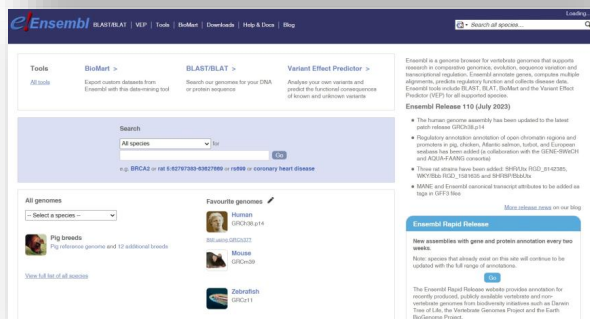 Loading...
e!Ensembl BLAST/BLAT | VEP | Tools | BioMart | Downloads | Help & Docs | Blog
Search all species...
Tools
All tools
BioMart >
Export custom datasets from
Ensembl with this data-mining tool
BLAST/BLAT >
Search our genomes for your DNA
or protein sequence
Variant Effect Predictor >
Analyse your own variants and
predict the functional consequences
of known and unknown variants
Search
All species for
Go
e.g. BRCA2 or rat 5:62797383-63627669 or rs699 or coronary heart disease
All genomes
-- Select a species --
Pig breeds
Pig reference genome and 12 additional breeds
View full list of all species
Favourite genomes
Human
GRCh38.p14
Still using GRCh37?
Mouse
GRCm39
Zebrafish
GRCz11
Ensembl is a genome browser for vertebrate genomes that supports
research in comparative genomics, evolution, sequence variation and
transcriptional regulation. Ensembl annotate genes, computes multiple
alignments, predicts regulatory function and collects disease data.
Ensembl tools include BLAST, BLAT, BioMart and the Variant Effect
Predictor (VEP) for all supported species.
Ensembl Release 110 (July 2023)
The human genome assembly has been updated to the latest
patch release GRCh38.p14
Regulatory annotation annotation of open chromatin regions and
promoters in pig, chicken, Atlantic salmon, turbot, and European
seabass has been added (a collaboration with the GENE-SWitCH
and AQUA-FAANG consortia)
Three rat strains have been added: SHR/Utx RGD_8142385,
WKY/Bbb RGD_1581635 and SHRSP/BbbUtx
MANE and Ensembl canonical transcript attributes to be added as
tags in GFF3 files
More release news on our blog
Ensembl Rapid Release
New assemblies with gene and protein annotation every two
weeks.
Note: species that already exist on this site will continue to be
updated with the full range of annotations.
Go
The Ensembl Rapid Release website provides annotation for
recently produced, publicly available vertebrate and non-
vertebrate genomes from biodiversity initiatives such as Darwin
Tree of Life, the Vertebrate Genomes Project and the Earth
BioGenome Project.